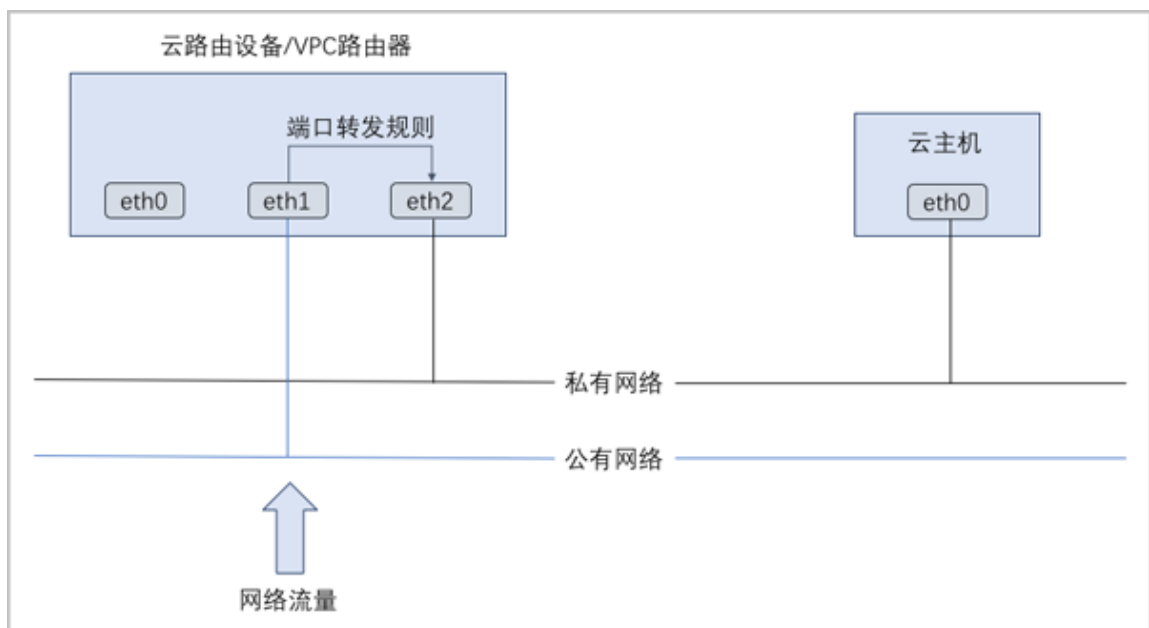 云路由设备/VPC路由器
端口转发规则
云主机
eth0
eth1
eth2
eth0
私有网络
公有网络
网络流量